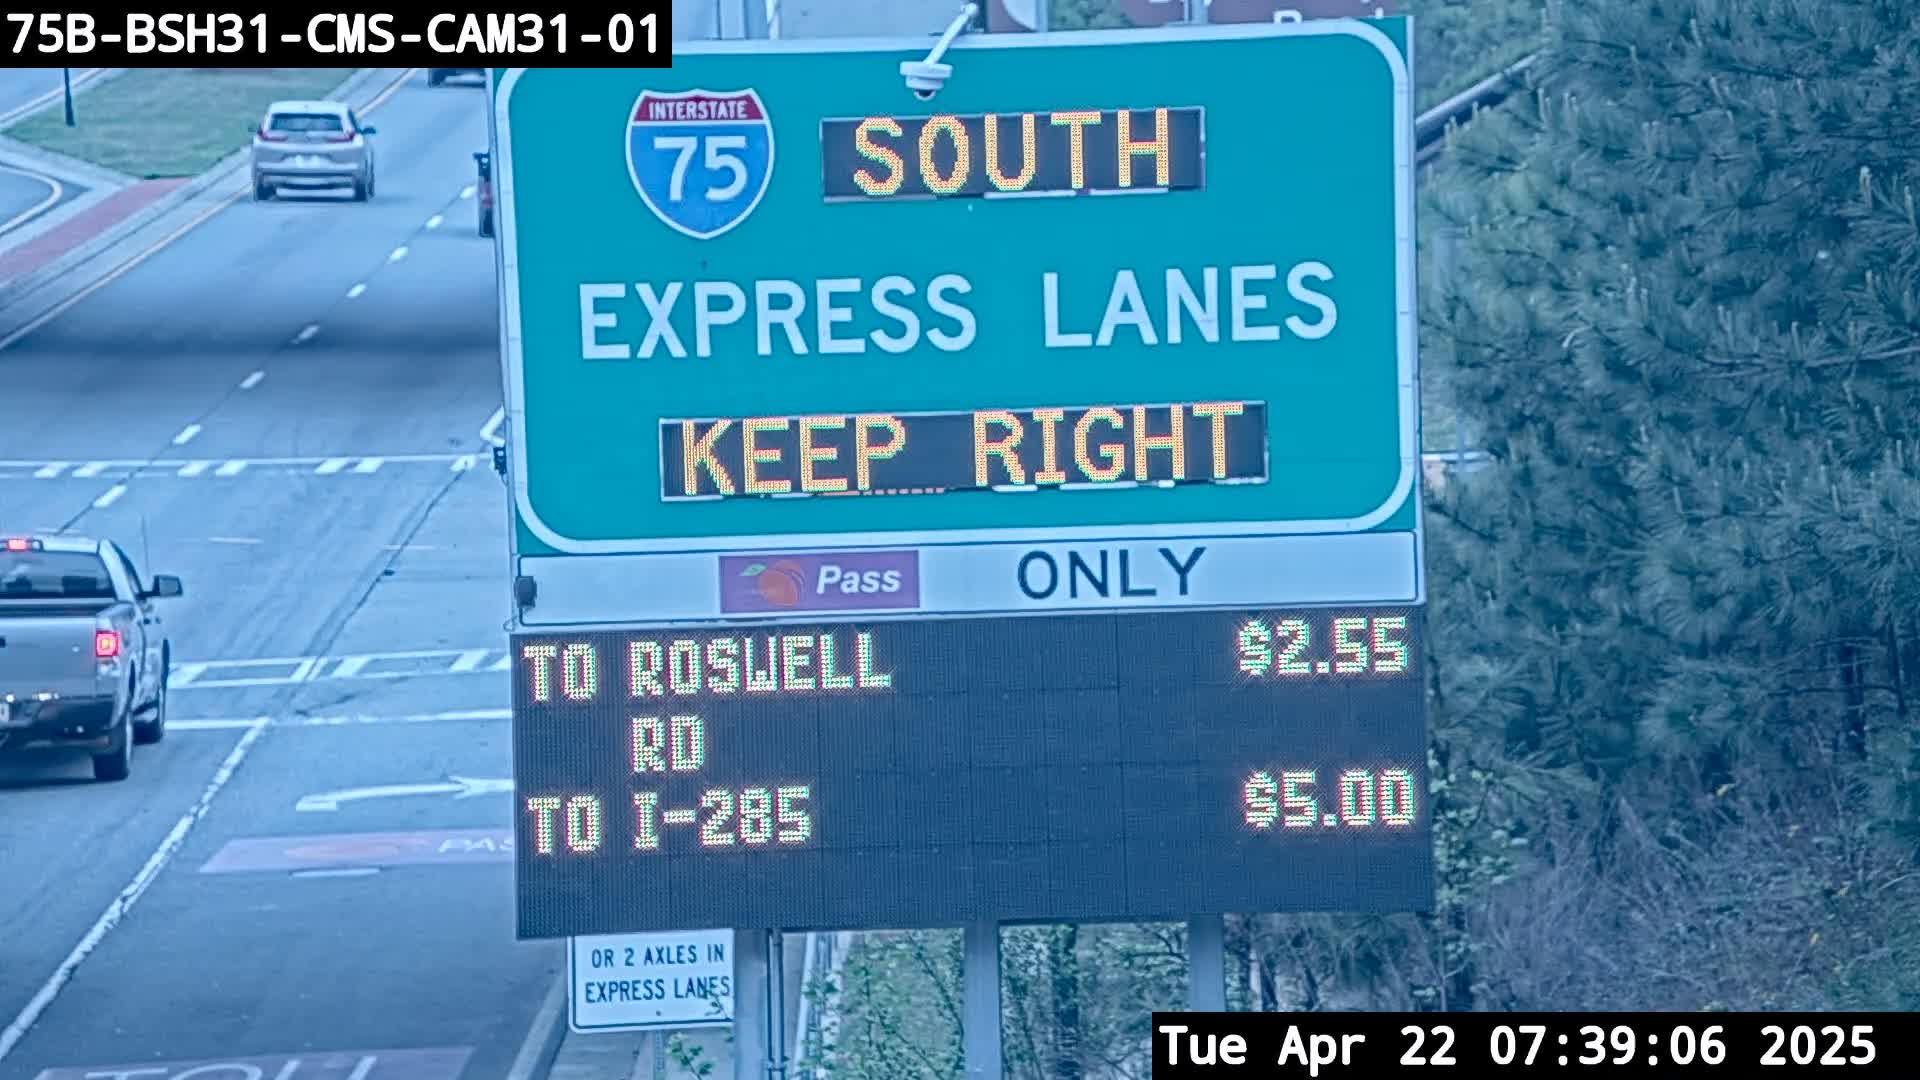 75B-BSH31-CMS-CAM31-01
INTERSTATE
75
SOUTH
EXPRESS LANES
KEEP RIGHT
Pass ONLY
TO ROSWELL $2.55
RD
TO I-285 $5.00
OR 2 AXLES IN
EXPRESS LANES
TOLL
Tue Apr 22 07:39:06 2025